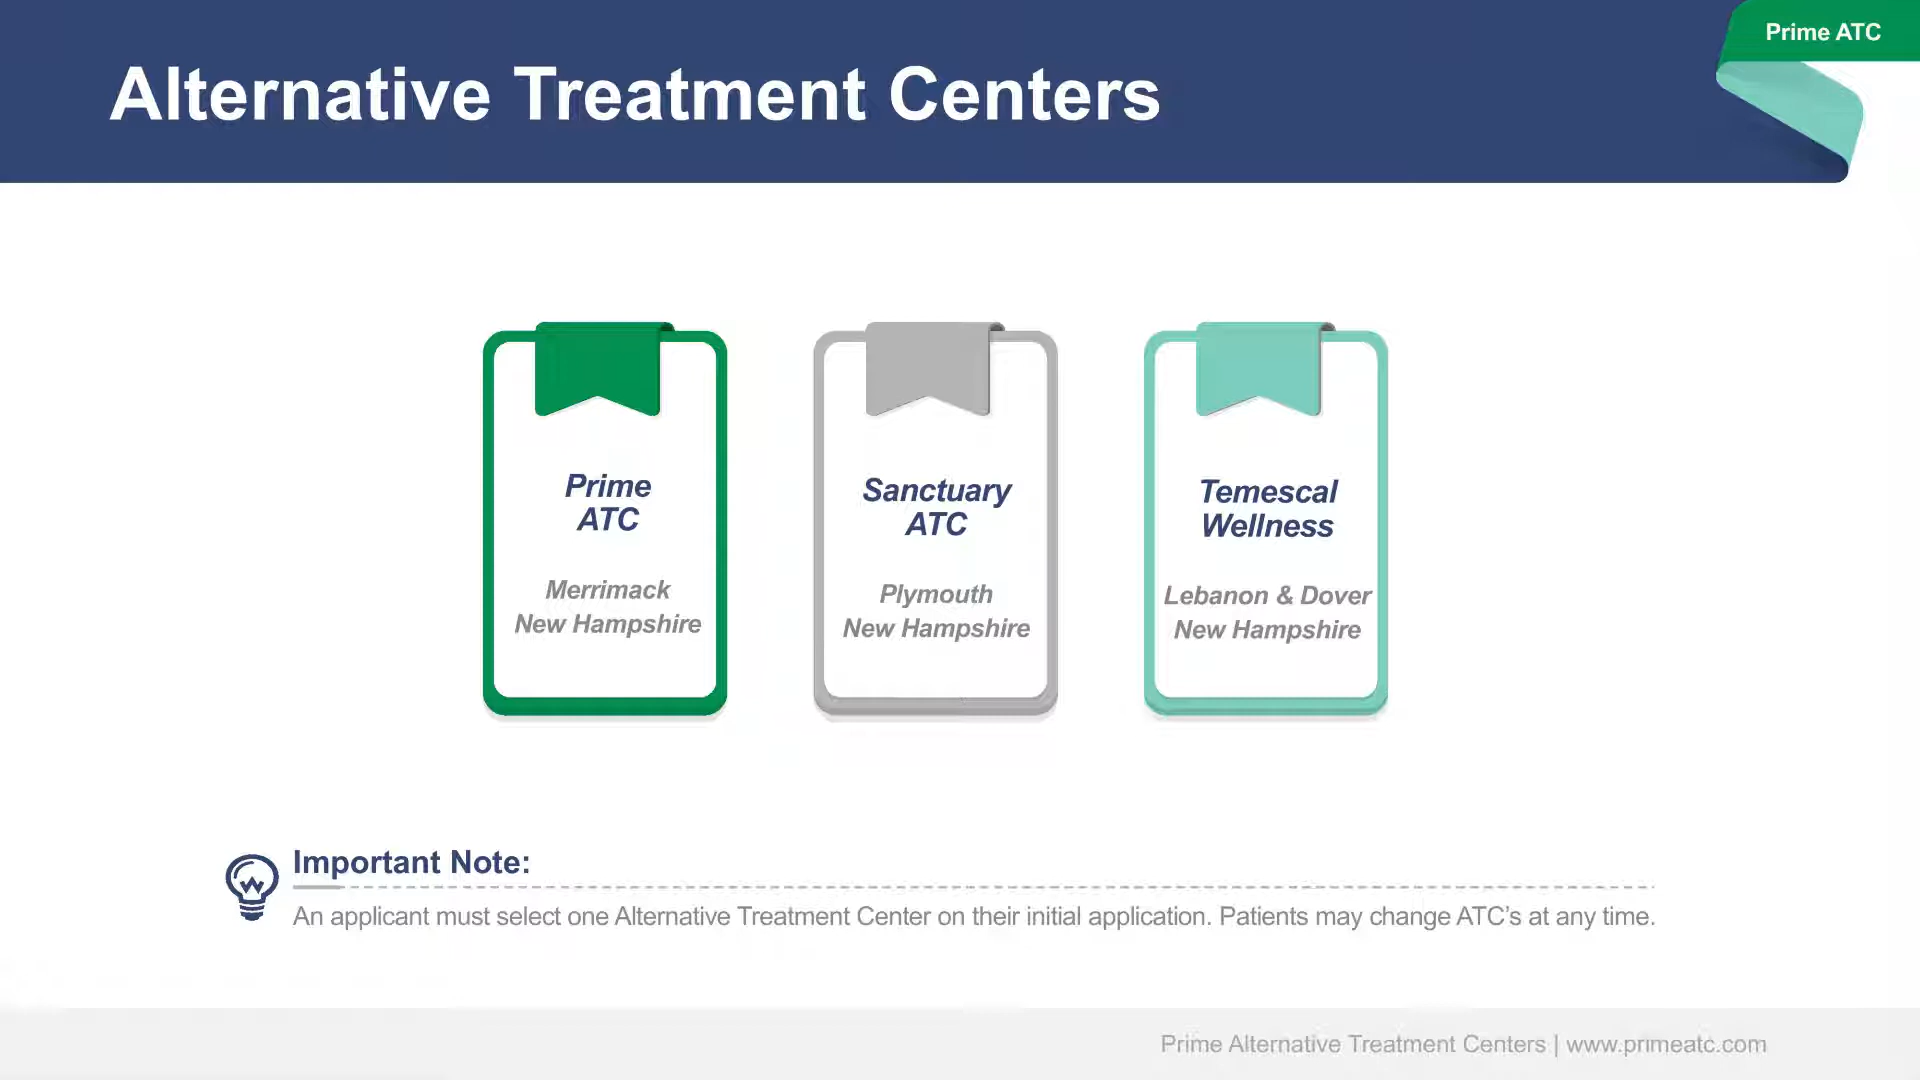 Prime ATC
Alternative Treatment Centers
Prime
ATC
Merrimack
New Hampshire
Sanctuary
ATC
Plymouth
New Hampshire
Temescal
Wellness
Lebanon & Dover
New Hampshire
Important Note:
An applicant must select one Alternative Treatment Center on their initial application. Patients may change ATC’s at any time.
Prime Alternative Treatment Centers | www.primeatc.com